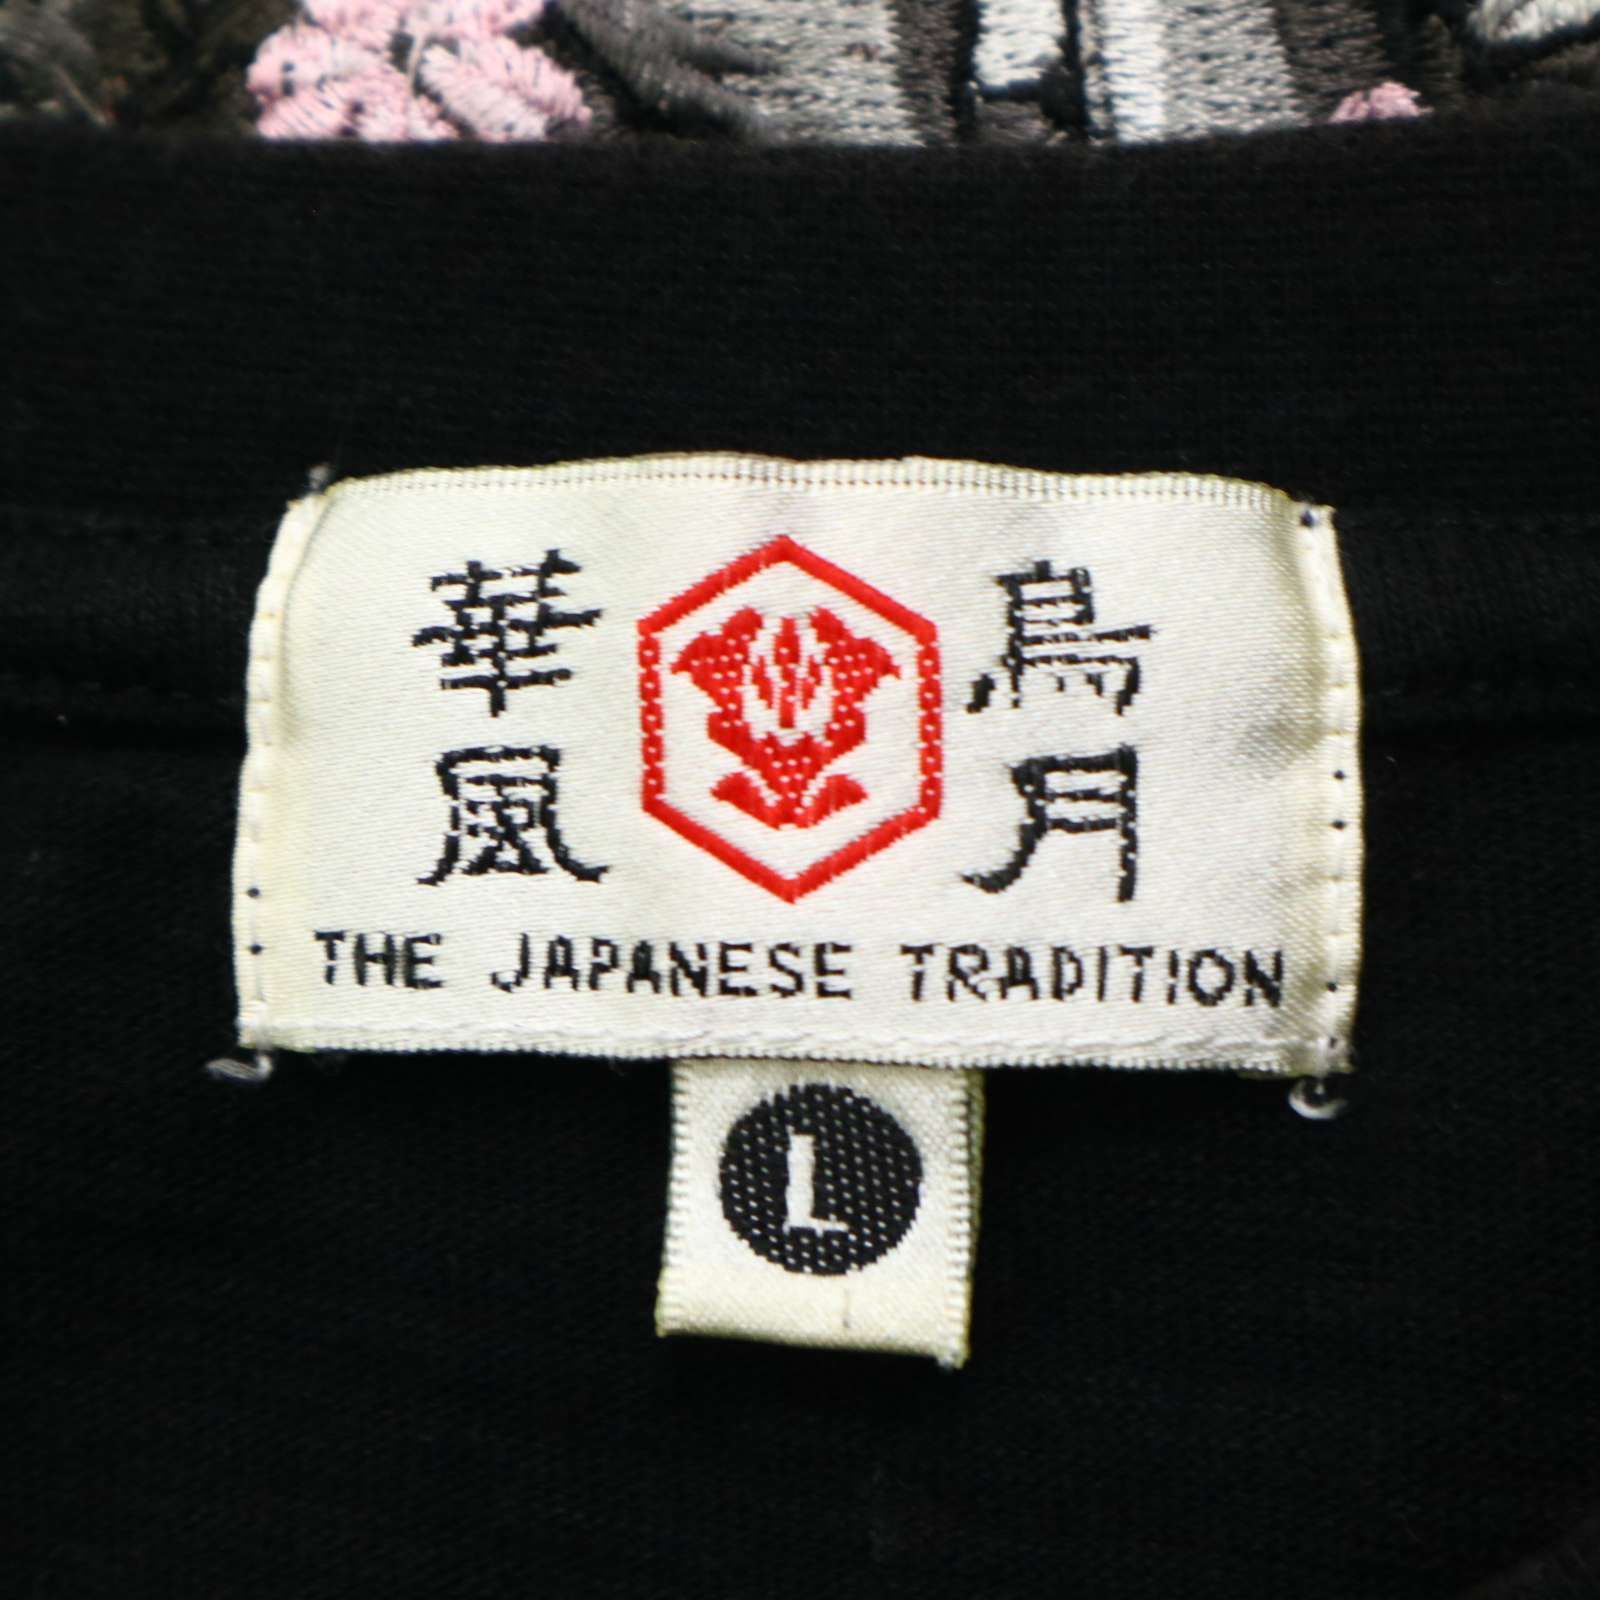 華 鳥
風 月
THE JAPANESE TRADITION
L